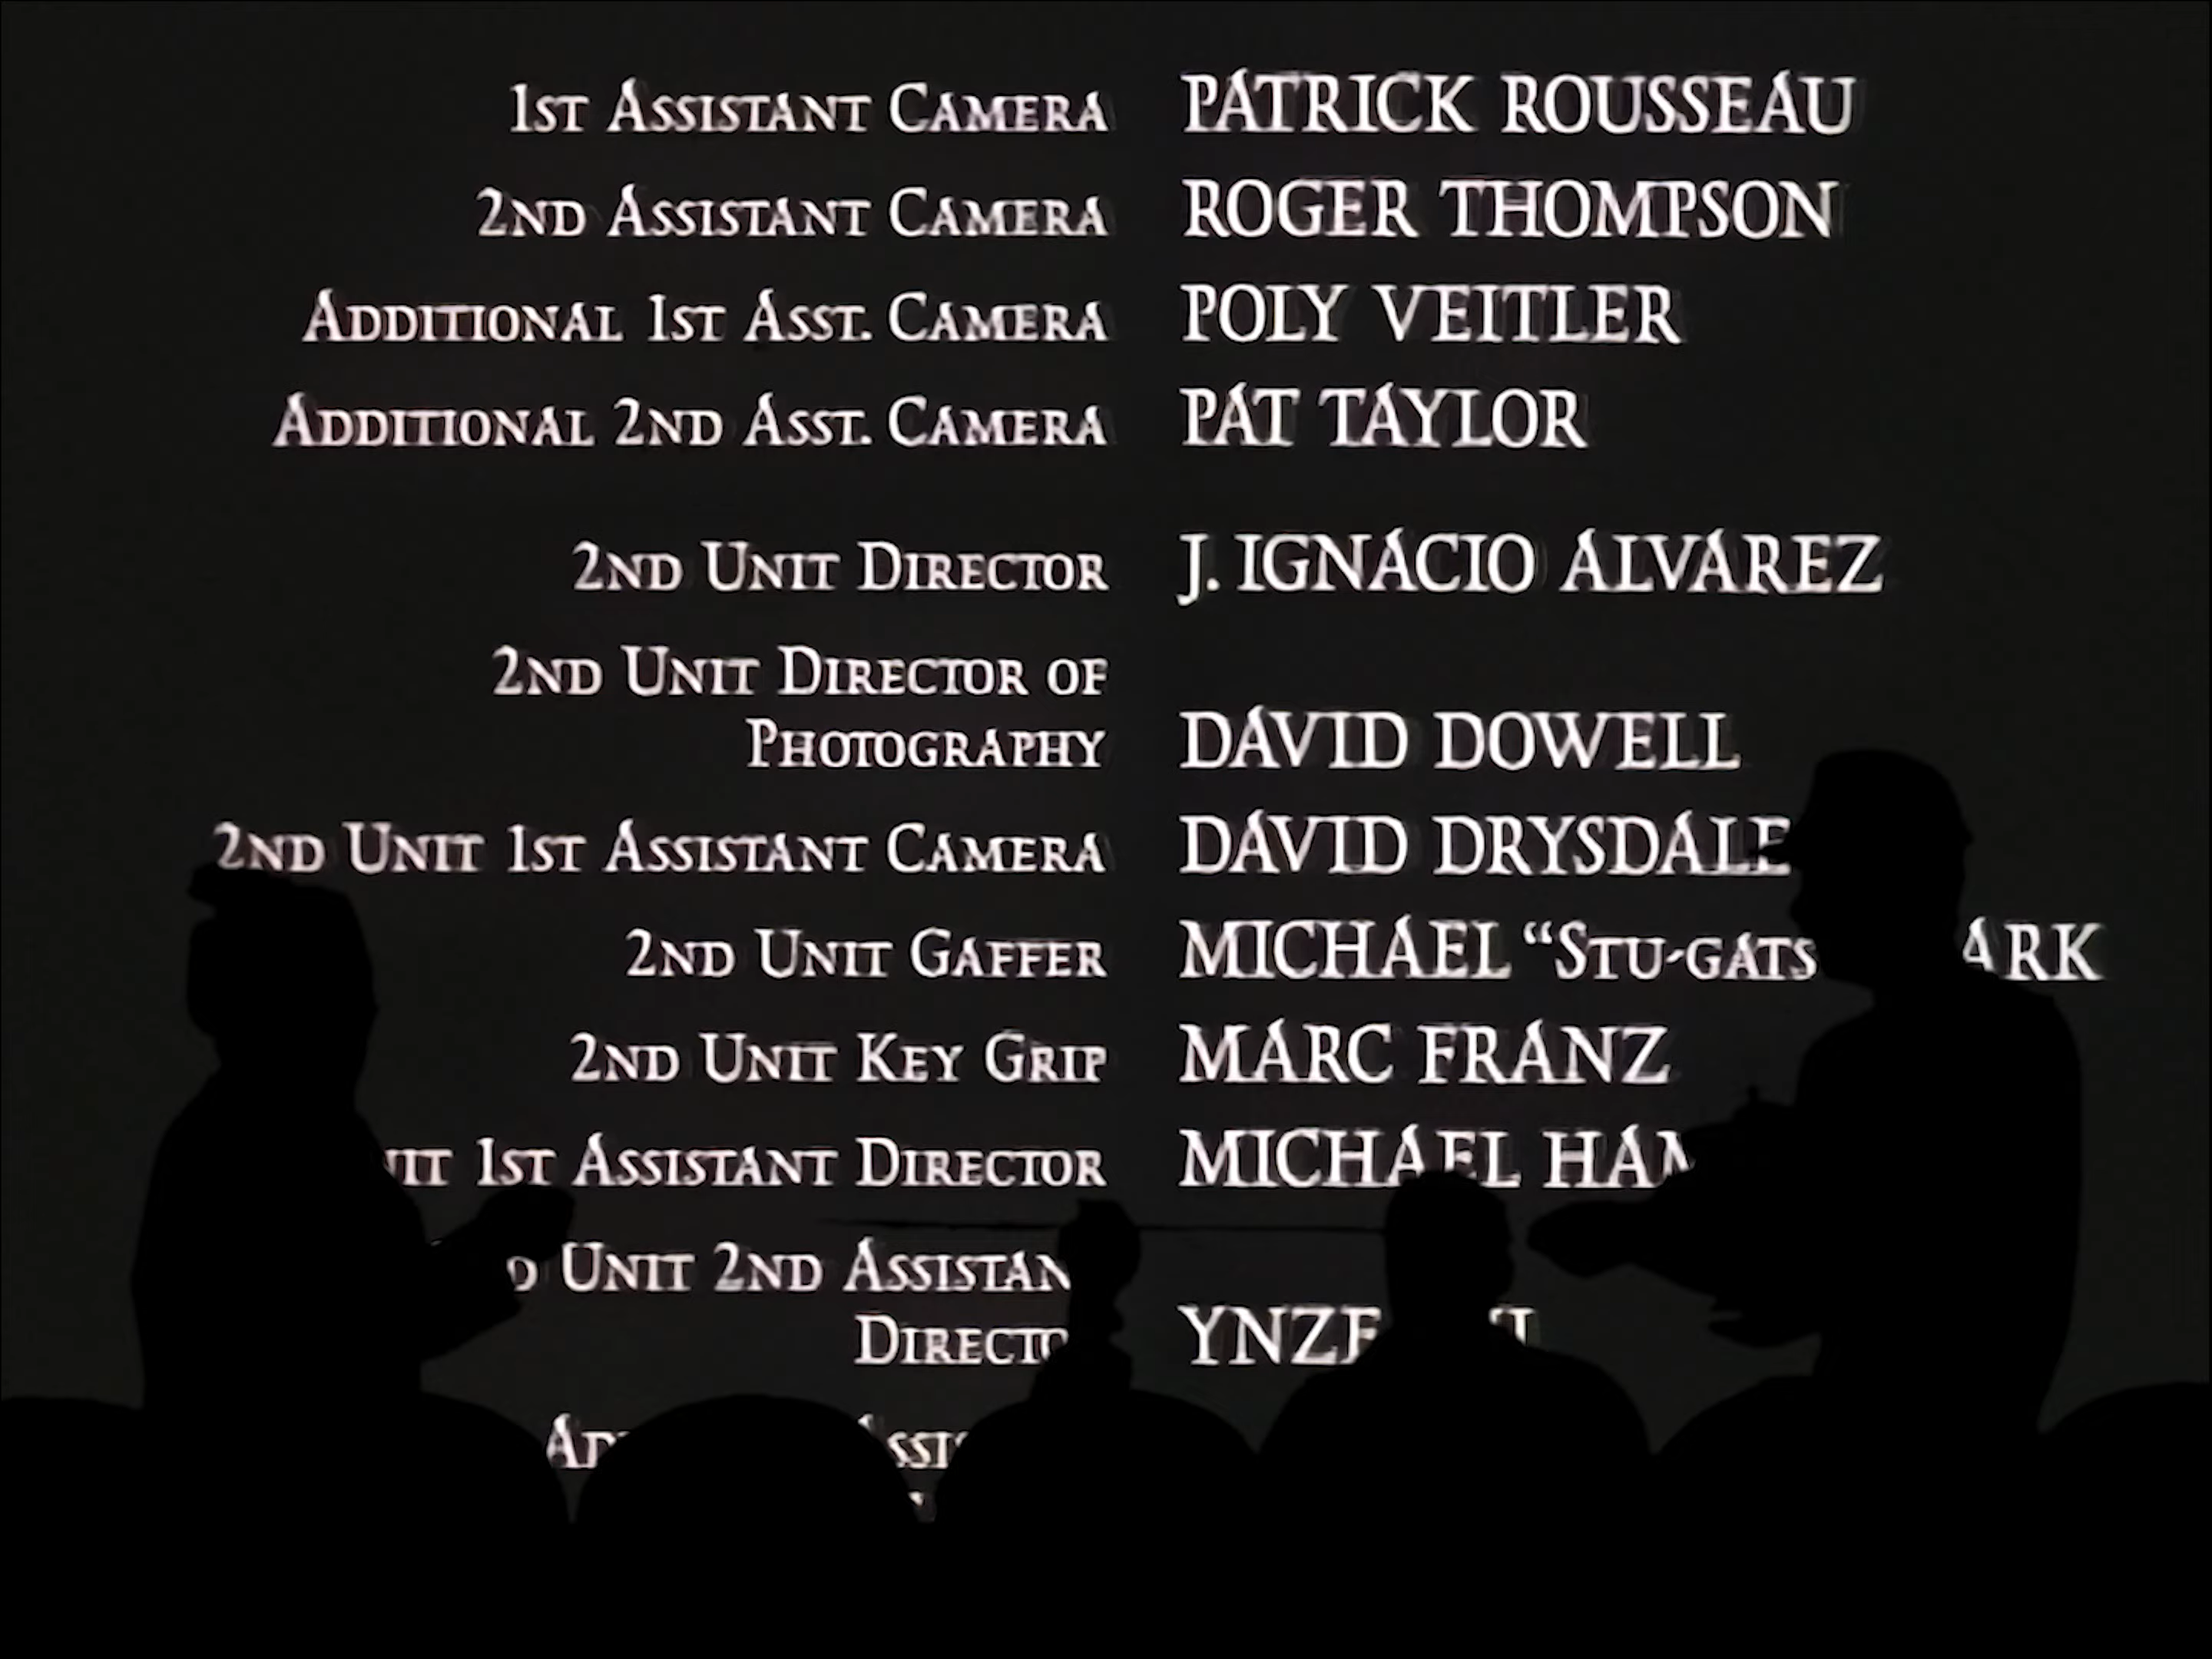 1st Assistant Camera PATRICK ROUSSEAU
2nd Assistant Camera ROGER THOMPSON
Additional 1st Asst. Camera POLY VEITLER
Additional 2nd Asst. Camera PAT TAYLOR
2nd Unit Director J. IGNACIO ALVAREZ
2nd Unit Director of
Photography DAVID DOWELL
2nd Unit 1st Assistant Camera DAVID DRYSDALE
2nd Unit Gaffer MICHAEL
2nd Unit Key Grip MARC FRANZ
1st Assistant Director MICHAEL
Unit 2nd